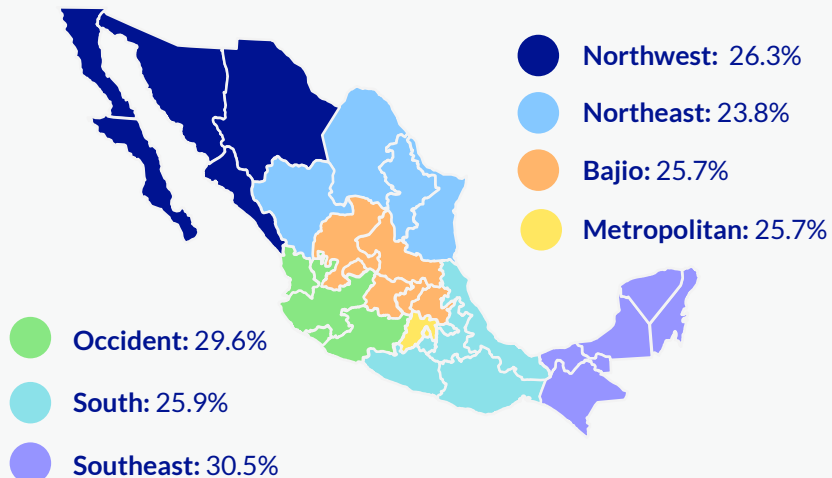 Northwest: 26.3%
Northeast: 23.8%
Bajio: 25.7%
Metropolitan: 25.7%
Occident: 29.6%
South: 25.9%
Southeast: 30.5%